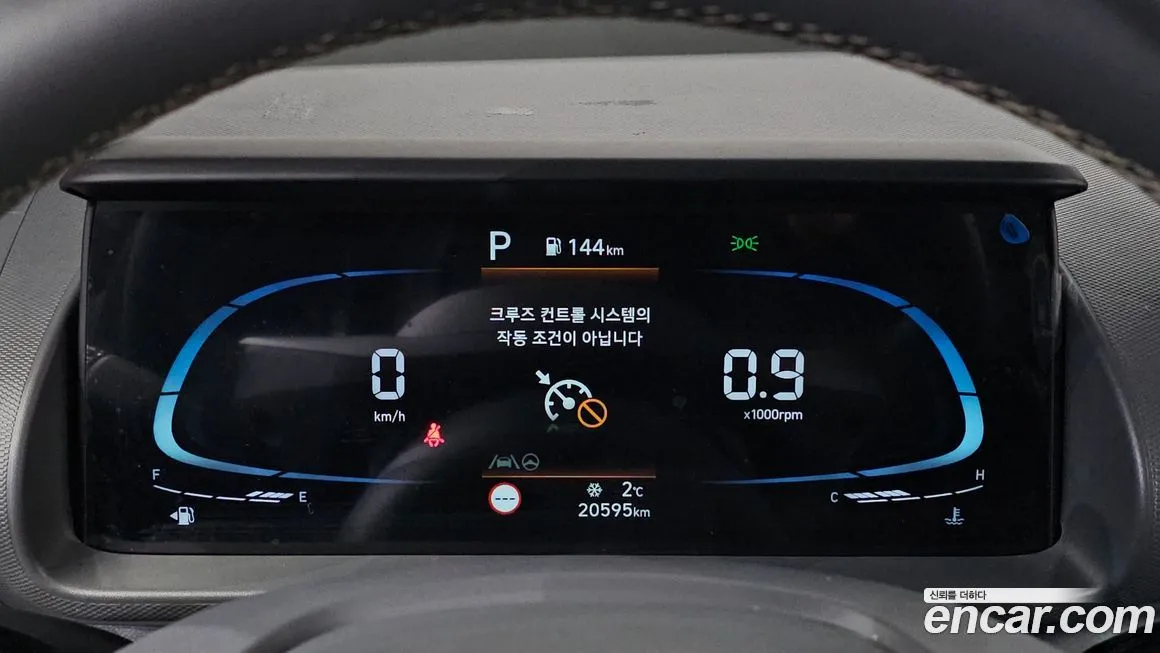 P 144km
크루즈 컨트롤 시스템의
작동 조건이 아닙니다
0
km/h
0.9
x1000rpm
F
E
C
H
---
2℃
20595km
신뢰를 더하다
encar.com